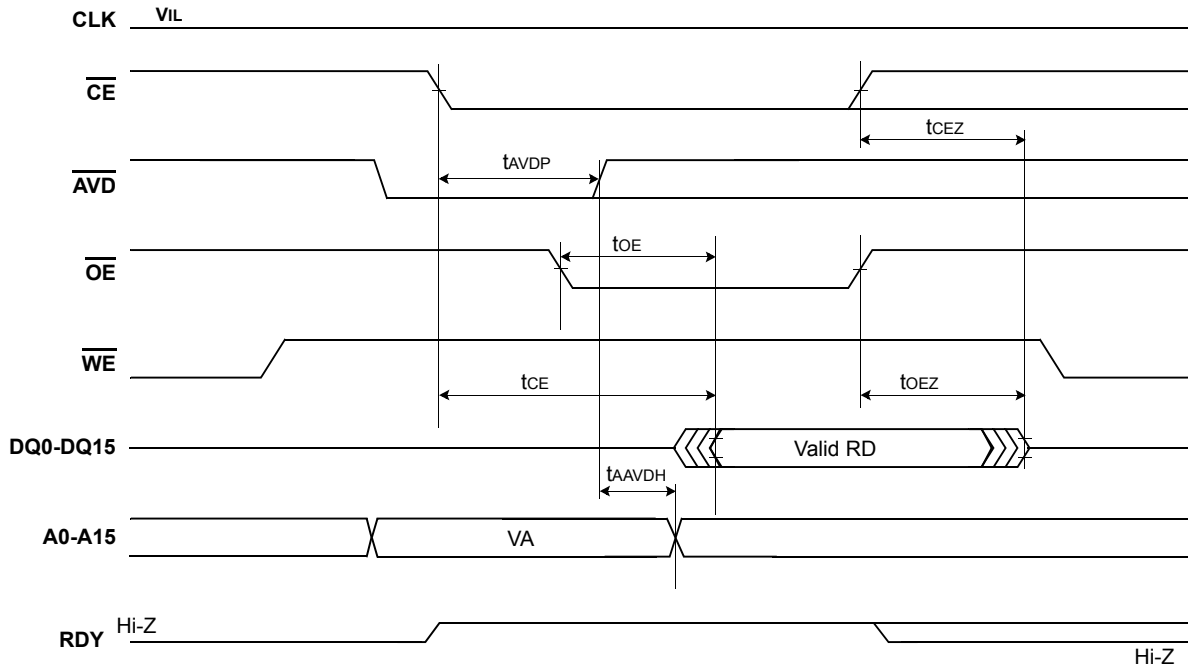 CLK VIL
CE
tCEZ
tAVDP
AVD
tOE
OE
WE
tCE tOEZ
DQ0-DQ15 Valid RD
tAAVDH
A0-A15 VA
Hi-Z
RDY
Hi-Z